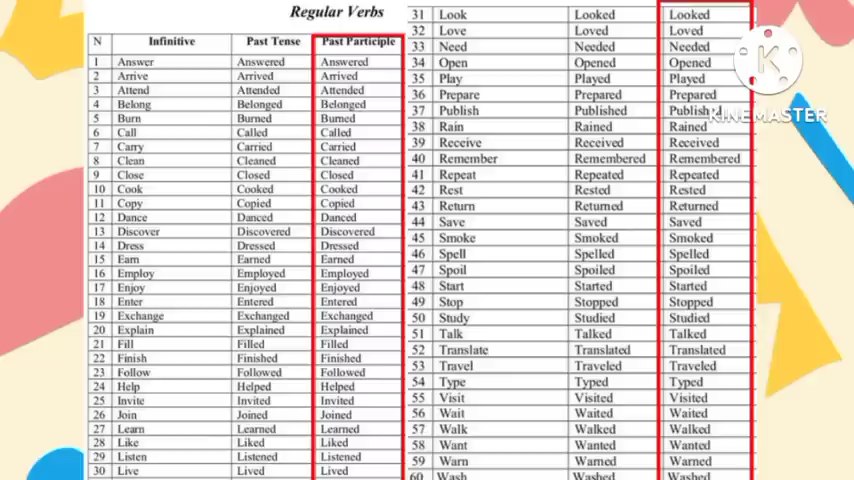 Regular Verbs
N Infinitive Past Tense Past Participle
1 Answer Answered Answered
2 Arrive Arrived Arrived
3 Attend Attended Attended
4 Belong Belonged Belonged
5 Burn Burned Burned
6 Call Called Called
7 Carry Carried Carried
8 Clean Cleaned Cleaned
9 Close Closed Closed
10 Cook Cooked Cooked
11 Copy Copied Copied
12 Dance Danced Danced
13 Discover Discovered Discovered
14 Dress Dressed Dressed
15 Earn Earned Earned
16 Employ Employed Employed
17 Enjoy Enjoyed Enjoyed
18 Enter Entered Entered
19 Exchange Exchanged Exchanged
20 Explain Explained Explained
21 Fill Filled Filled
22 Finish Finished Finished
23 Follow Followed Followed
24 Help Helped Helped
25 Invite Invited Invited
26 Join Joined Joined
27 Learn Learned Learned
28 Like Liked Liked
29 Listen Listened Listened
30 Live Lived Lived
31 Look Looked Looked
32 Love Loved Loved
33 Need Needed Needed
34 Open Opened Opened
35 Play Played Played
36 Prepare Prepared Prepared
37 Publish Published Published
38 Rain Rained Rained
39 Receive Received Received
40 Remember Remembered Remembered
41 Repeat Repeated Repeated
42 Rest Rested Rested
43 Return Returned Returned
44 Save Saved Saved
45 Smoke Smoked Smoked
46 Spell Spelled Spelled
47 Spoil Spoiled Spoiled
48 Start Started Started
49 Stop Stopped Stopped
50 Study Studied Studied
51 Talk Talked Talked
52 Translate Translated Translated
53 Travel Traveled Traveled
54 Type Typed Typed
55 Visit Visited Visited
56 Wait Waited Waited
57 Walk Walked Walked
58 Want Wanted Wanted
59 Warn Warned Warned
60 Wash Washed Washed
K
KINEMASTER